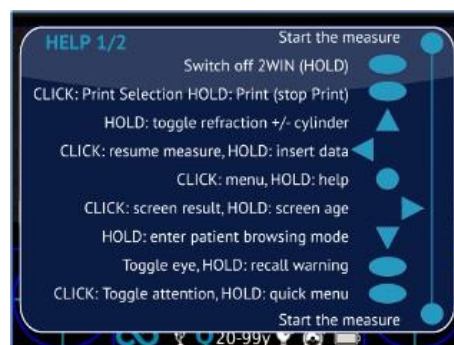 HELP 1/2
Start the measure
Switch off 2WIN (HOLD)
CLICK: Print Selection HOLD: Print (stop Print)
HOLD: toggle refraction +/- cylinder
CLICK: resume measure, HOLD: insert data
CLICK: menu, HOLD: help
CLICK: screen result, HOLD: screen age
HOLD: enter patient browsing mode
Toggle eye, HOLD: recall warning
CLICK: Toggle attention, HOLD: quick menu
Start the measure
20-99y